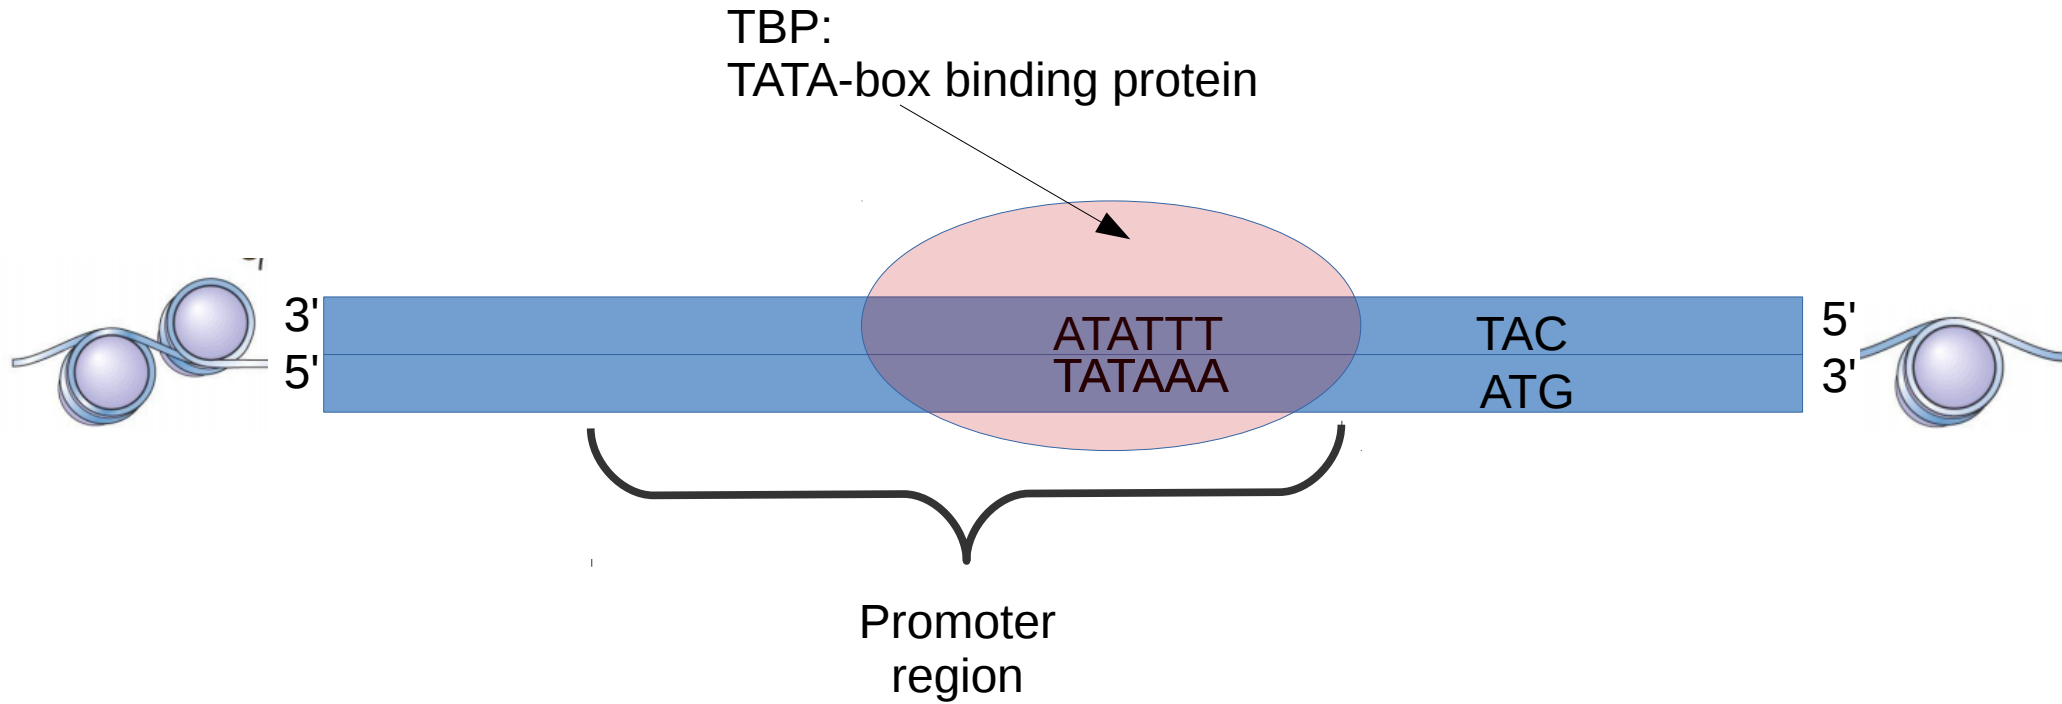 TBP:
TATA-box binding protein
3'
5'
ATATTT
TAC
5'
TATAAA
ATG
3'
Promoter
region